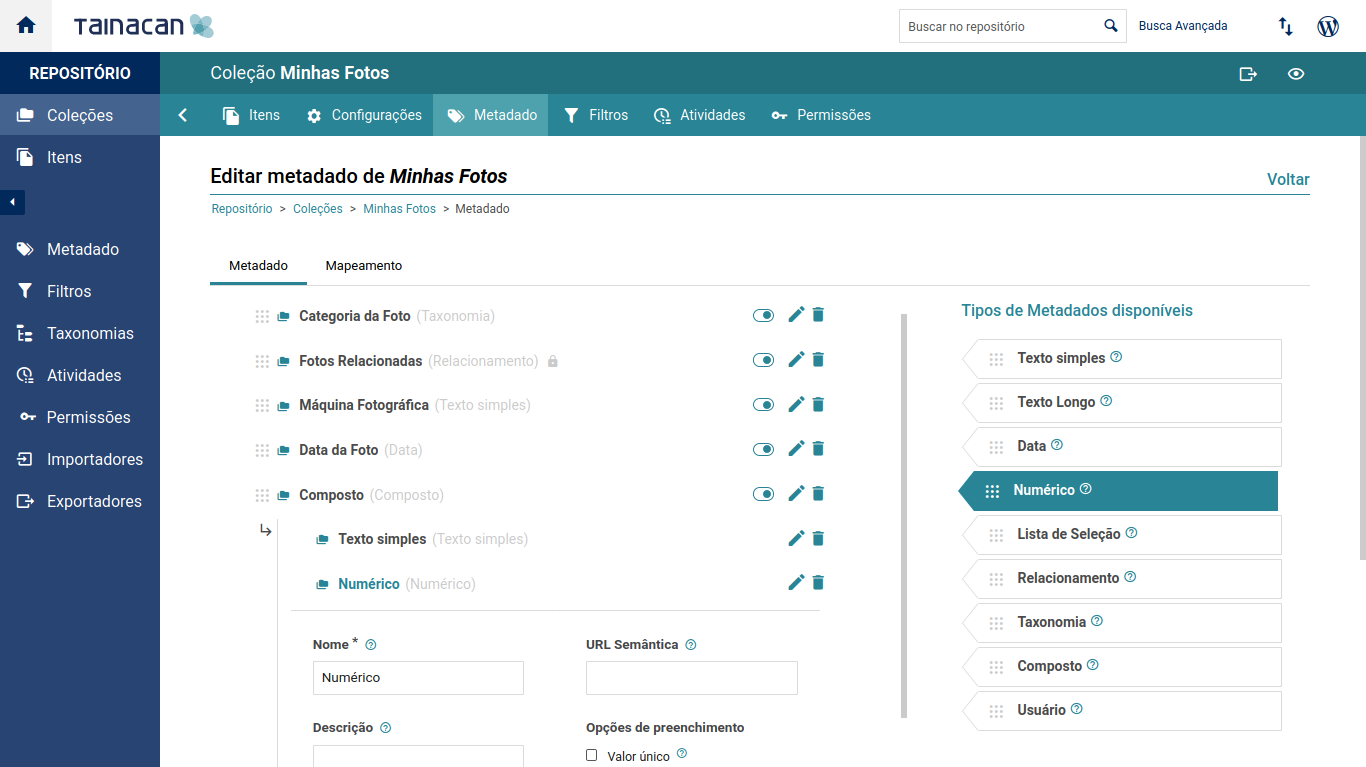 TAINACAN
Buscar no repositório
Busca Avançada
REPOSITÓRIO
Coleção Minhas Fotos
Coleções
Itens
Configurações
Metadado
Filtros
Atividades
Permissões
Itens
Editar metadado de Minhas Fotos
Voltar
Repositório > Coleções > Minhas Fotos > Metadado
Metadado
Filtros
Taxonomias
Atividades
Permissões
Importadores
Exportadores
Metadado
Mapeamento
Categoria da Foto (Taxonomia)
Fotos Relacionadas (Relacionamento)
Máquina Fotográfica (Texto simples)
Data da Foto (Data)
Composto (Composto)
Texto simples (Texto simples)
Numérico (Numérico)
Nome *
URL Semântica
Numérico
Descrição
Opções de preenchimento
Valor único
Tipos de Metadados disponíveis
Texto simples
Texto Longo
Data
Numérico
Lista de Seleção
Relacionamento
Taxonomia
Composto
Usuário